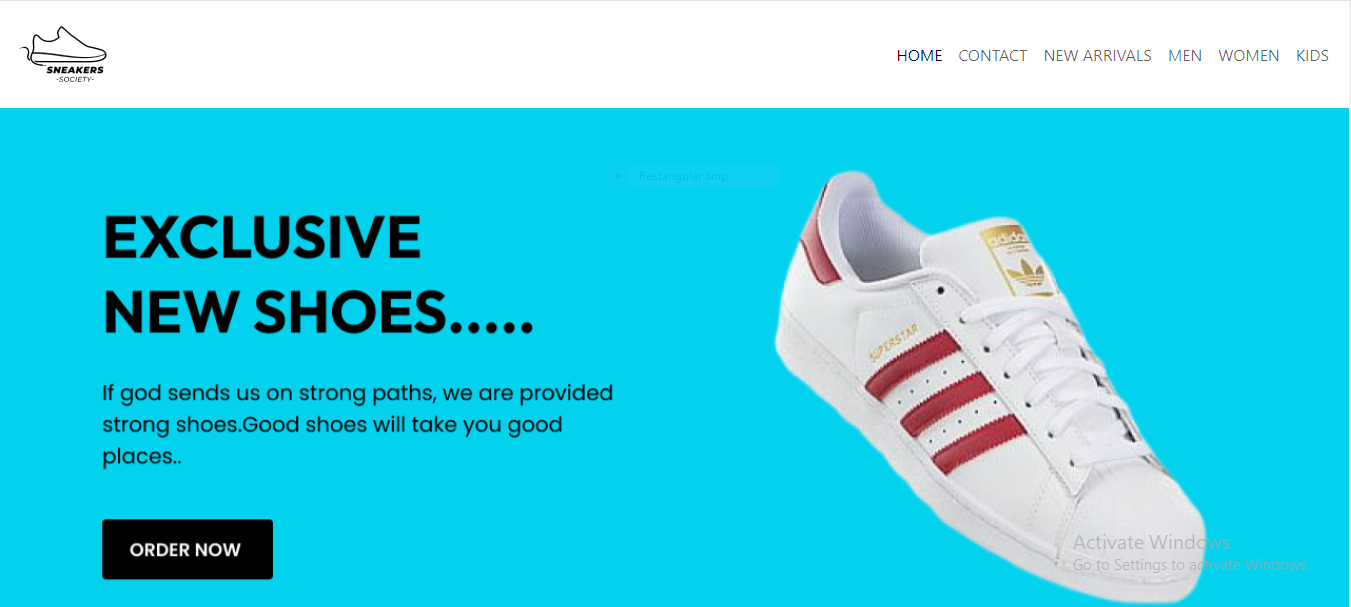 SNEAKERS
-SOCIETY-
HOME CONTACT NEW ARRIVALS MEN WOMEN KIDS
Rectangular Snip
EXCLUSIVE
NEW SHOES.....
adidas
SUPERSTAR
If god sends us on strong paths, we are provided
strong shoes.Good shoes will take you good
places..
ORDER NOW
Activate Windows
Go to Settings to activate Windows.